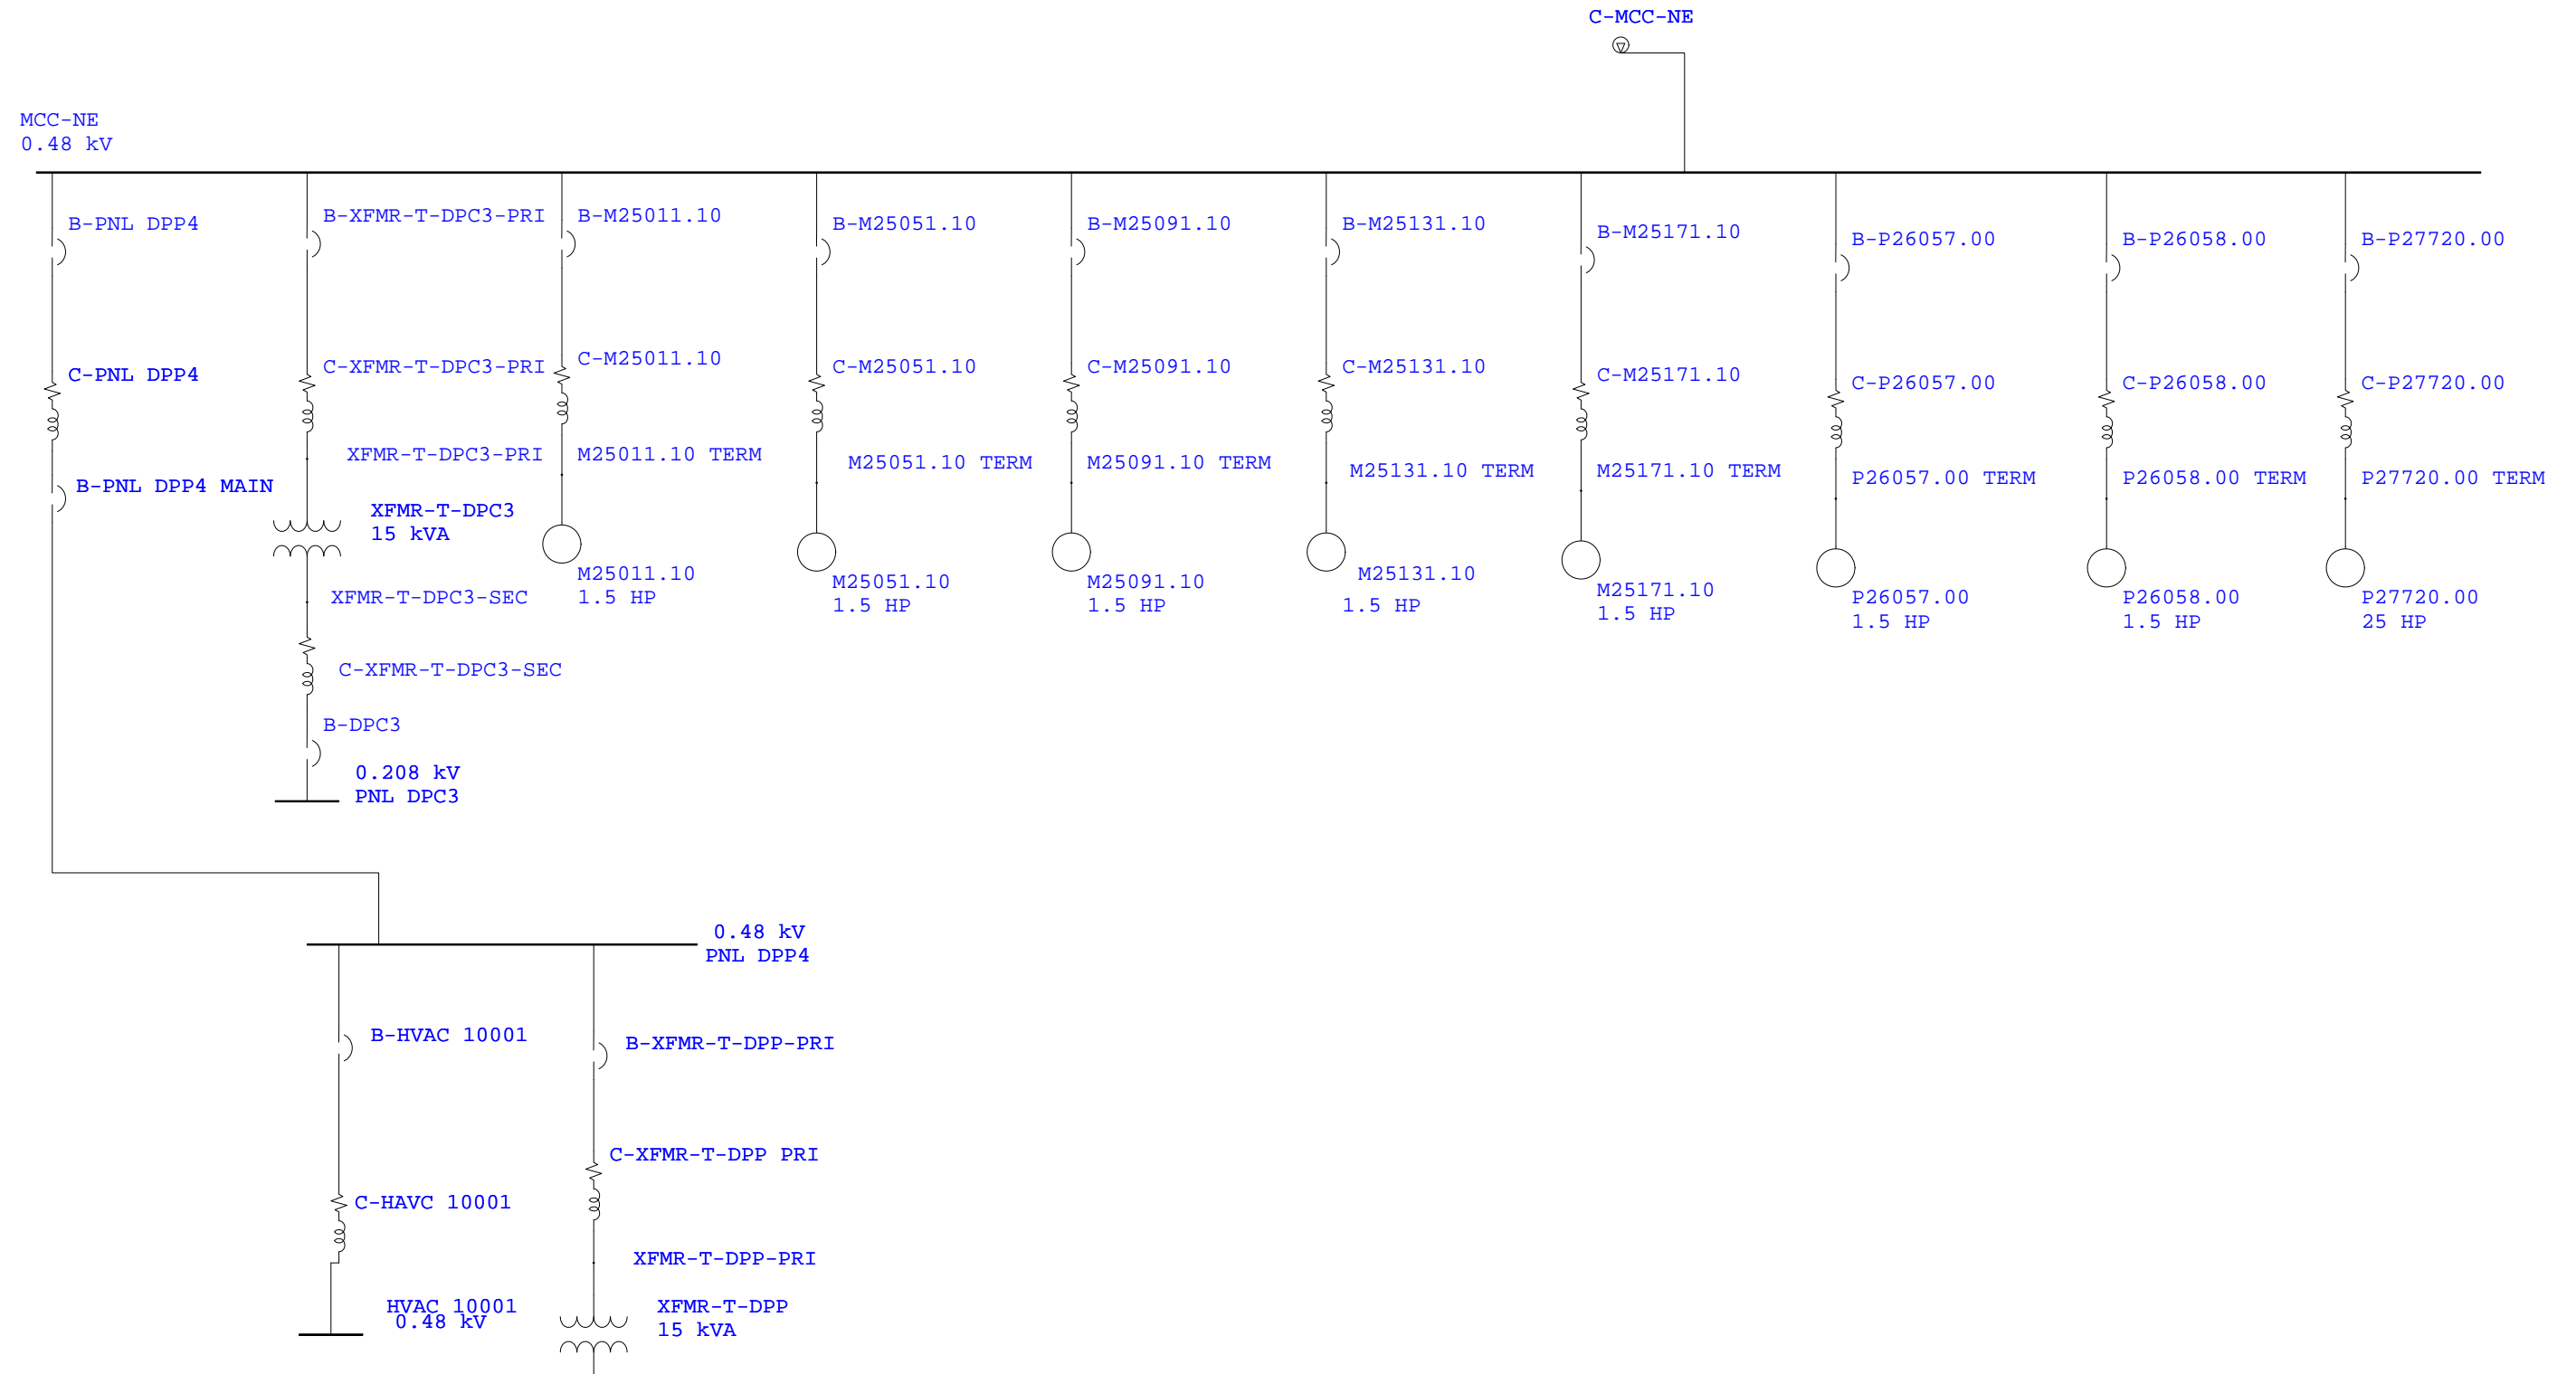 C-MCC-NE
MCC-NE
0.48 kV
B-PNL DPP4
B-XFMR-T-DPC3-PRI
B-M25011.10
B-M25051.10
B-M25091.10
B-M25131.10
B-M25171.10
B-P26057.00
B-P26058.00
B-P27720.00
C-PNL DPP4
C-XFMR-T-DPC3-PRI
C-M25011.10
C-M25051.10
C-M25091.10
C-M25131.10
C-M25171.10
C-P26057.00
C-P26058.00
C-P27720.00
XFMR-T-DPC3-PRI
M25011.10 TERM
M25051.10 TERM
M25091.10 TERM
M25131.10 TERM
M25171.10 TERM
P26057.00 TERM
P26058.00 TERM
P27720.00 TERM
B-PNL DPP4 MAIN
XFMR-T-DPC3
15 kVA
M25011.10
1.5 HP
M25051.10
1.5 HP
M25091.10
1.5 HP
M25131.10
1.5 HP
M25171.10
1.5 HP
P26057.00
1.5 HP
P26058.00
1.5 HP
P27720.00
25 HP
XFMR-T-DPC3-SEC
C-XFMR-T-DPC3-SEC
B-DPC3
0.208 kV
PNL DPC3
0.48 kV
PNL DPP4
B-HVAC 10001
B-XFMR-T-DPP-PRI
C-XFMR-T-DPP PRI
C-HAVC 10001
XFMR-T-DPP-PRI
HVAC 10001
0.48 kV
XFMR-T-DPP
15 kVA